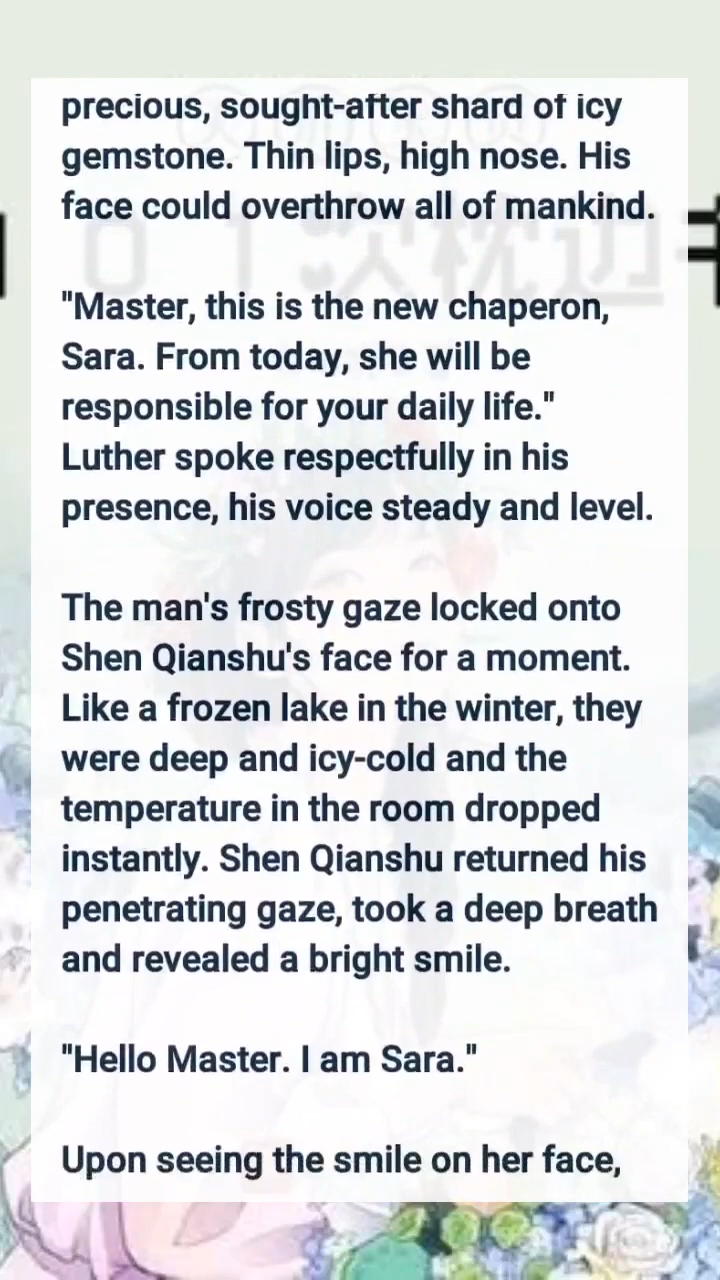 precious, sought-after shard of icy
gemstone. Thin lips, high nose. His
face could overthrow all of mankind.
"Master, this is the new chaperon,
Sara. From today, she will be
responsible for your daily life."
Luther spoke respectfully in his
presence, his voice steady and level.
The man's frosty gaze locked onto
Shen Qianshu's face for a moment.
Like a frozen lake in the winter, they
were deep and icy-cold and the
temperature in the room dropped
instantly. Shen Qianshu returned his
penetrating gaze, took a deep breath
and revealed a bright smile.
"Hello Master. I am Sara."
Upon seeing the smile on her face,